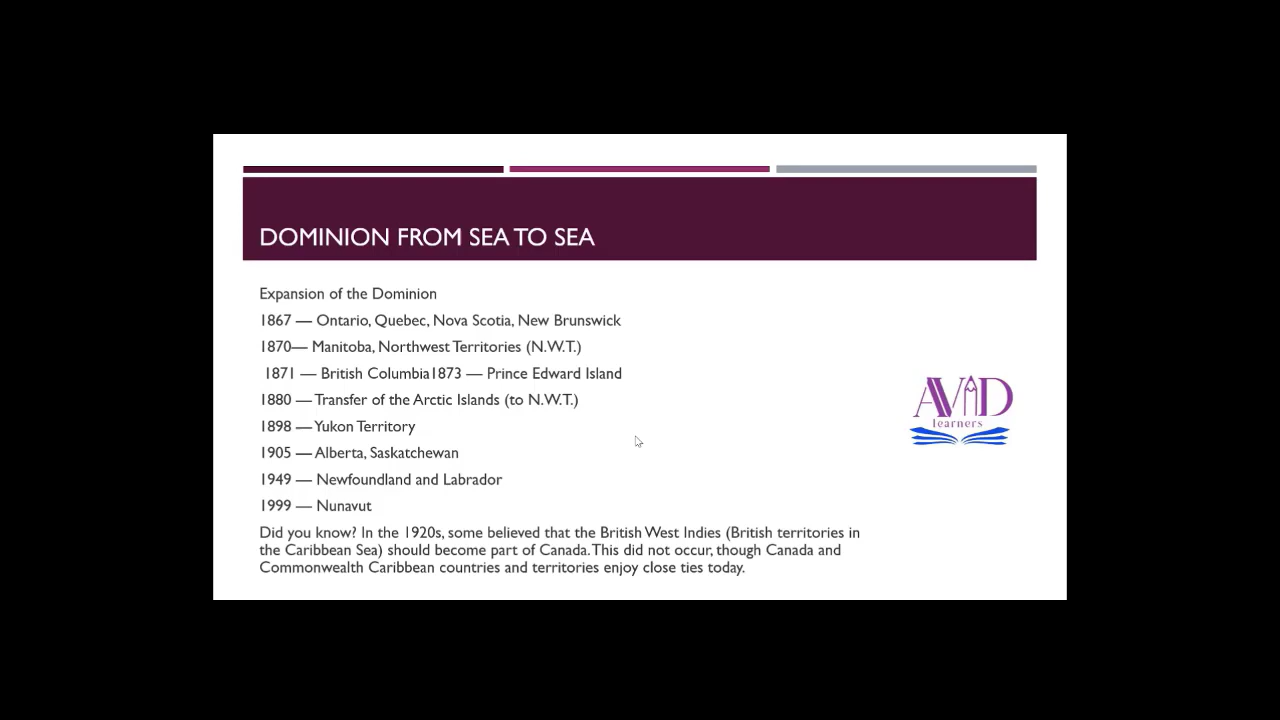 DOMINION FROM SEA TO SEA
Expansion of the Dominion
1867 — Ontario, Quebec, Nova Scotia, New Brunswick
1870— Manitoba, Northwest Territories (N.W.T.)
1871 — British Columbia1873 — Prince Edward Island
1880 — Transfer of the Arctic Islands (to N.W.T.)
1898 — Yukon Territory
1905 — Alberta, Saskatchewan
1949 — Newfoundland and Labrador
1999 — Nunavut
Did you know? In the 1920s, some believed that the British West Indies (British territories in
the Caribbean Sea) should become part of Canada. This did not occur, though Canada and
Commonwealth Caribbean countries and territories enjoy close ties today.
AViD
learners